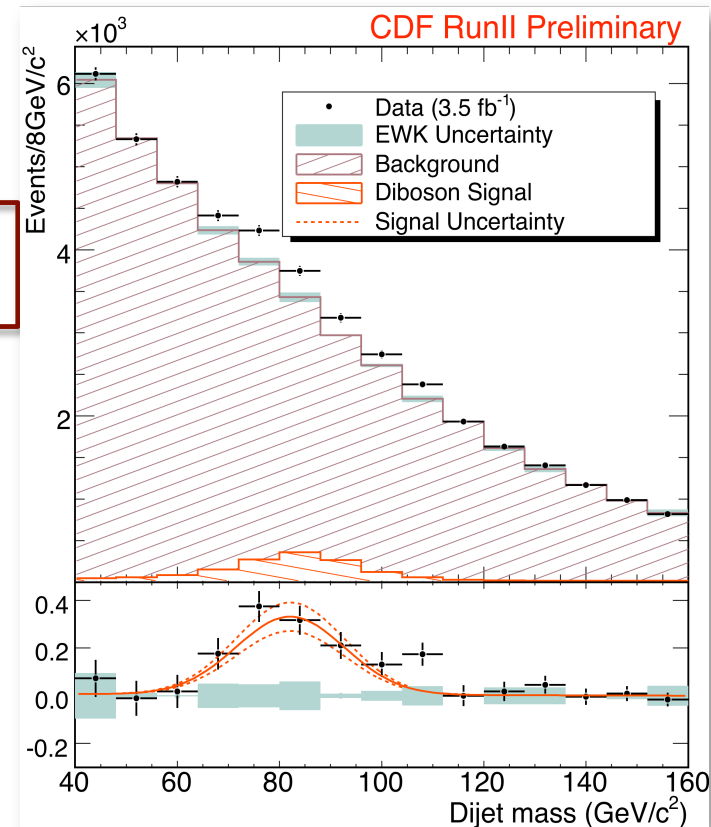 CDF RunII Preliminary
×10³
Events/8GeV/c²
6
4
2
Data (3.5 fb⁻¹)
EWK Uncertainty
Background
Diboson Signal
Signal Uncertainty
0.4
0.2
0.0
-0.2
40 60 80 100 120 140 160
Dijet mass (GeV/c²)